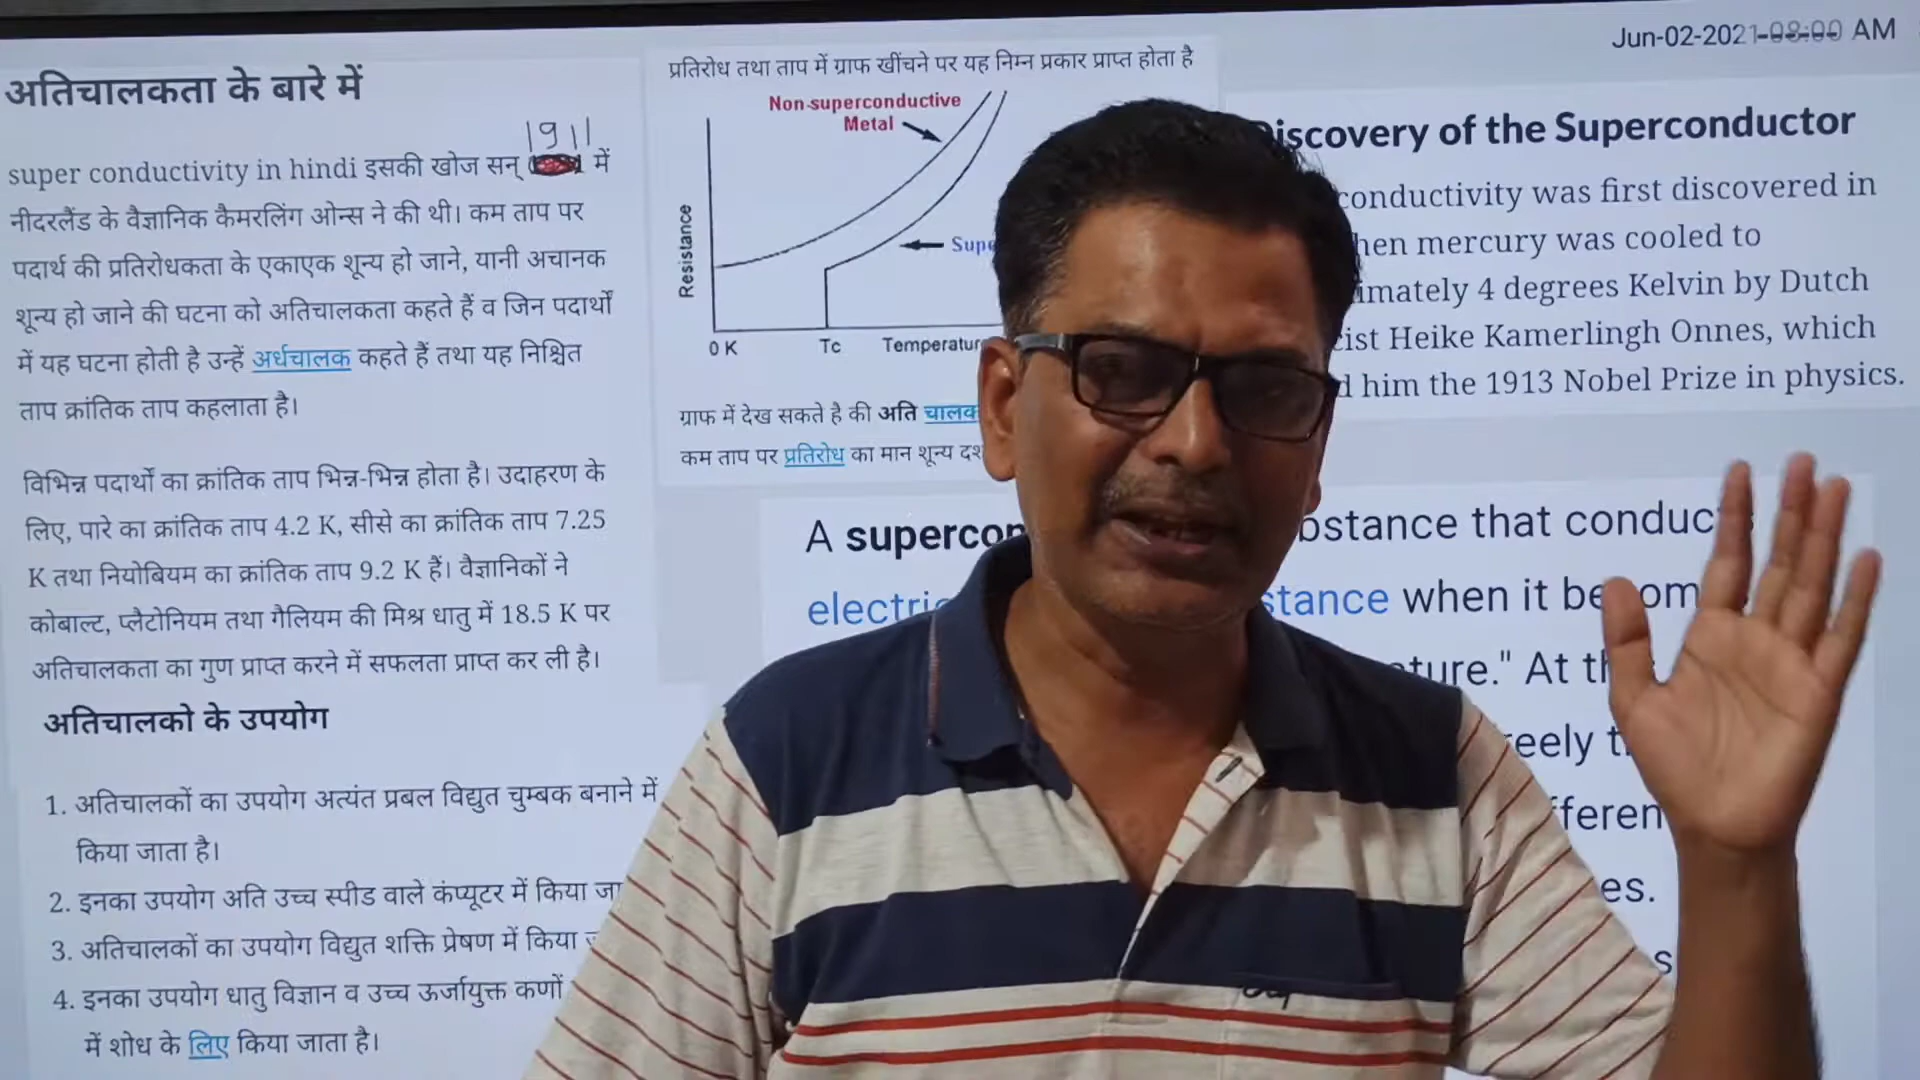 Jun-02-2021-08:00 AM
अतिचालकता के बारे में
1911
super conductivity in hindi इसकी खोज सन् में
नीदरलैंड के वैज्ञानिक कैमरलिंग ओन्स ने की थी। कम ताप पर
पदार्थ की प्रतिरोधकता के एकाएक शून्य हो जाने, यानी अचानक
शून्य हो जाने की घटना को अतिचालकता कहते हैं व जिन पदार्थों
में यह घटना होती है उन्हें अर्धचालक कहते हैं तथा यह निश्चित
ताप क्रांतिक ताप कहलाता है।
विभिन्न पदार्थों का क्रांतिक ताप भिन्न-भिन्न होता है। उदाहरण के
लिए, पारे का क्रांतिक ताप 4.2 K, सीसे का क्रांतिक ताप 7.25
K तथा नियोबियम का क्रांतिक ताप 9.2 K हैं। वैज्ञानिकों ने
कोबाल्ट, प्लैटोनियम तथा गैलियम की मिश्र धातु में 18.5 K पर
अतिचालकता का गुण प्राप्त करने में सफलता प्राप्त कर ली है।
अतिचालको के उपयोग
1. अतिचालकों का उपयोग अत्यंत प्रबल विद्युत चुम्बक बनाने में
किया जाता है।
2. इनका उपयोग अति उच्च स्पीड वाले कंप्यूटर में किया
3. अतिचालकों का उपयोग विद्युत शक्ति प्रेषण में किया
4. इनका उपयोग धातु विज्ञान व उच्च ऊर्जायुक्त कणों
में शोध के लिए किया जाता है।
प्रतिरोध तथा ताप में ग्राफ खींचने पर यह निम्न प्रकार प्राप्त होता है
Non-superconductive
Metal
Resistance
0 K Tc
ग्राफ में देख सकते है की अति
कम ताप पर प्रतिरोध का मान शून्य
of the Superconductor
was first discovered in
mercury was cooled to
4 degrees Kelvin by Dutch
Heike Kamerlingh Onnes, which
him the 1913 Nobel Prize in physics.
A that
when it
At